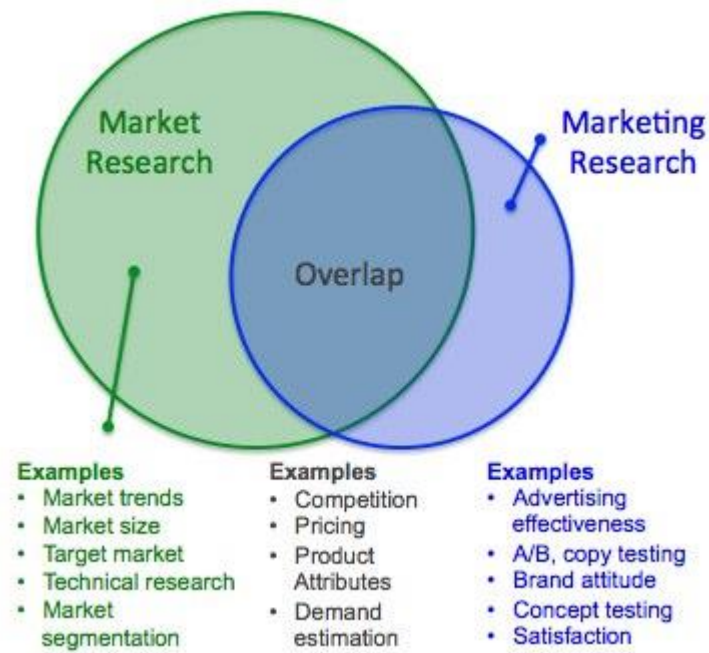 Market
Research
Marketing
Research
Overlap
Examples
• Market trends
• Market size
• Target market
• Technical research
• Market
segmentation
Examples
• Competition
• Pricing
• Product
Attributes
• Demand
estimation
Examples
• Advertising
effectiveness
• A/B, copy testing
• Brand attitude
• Concept testing
• Satisfaction